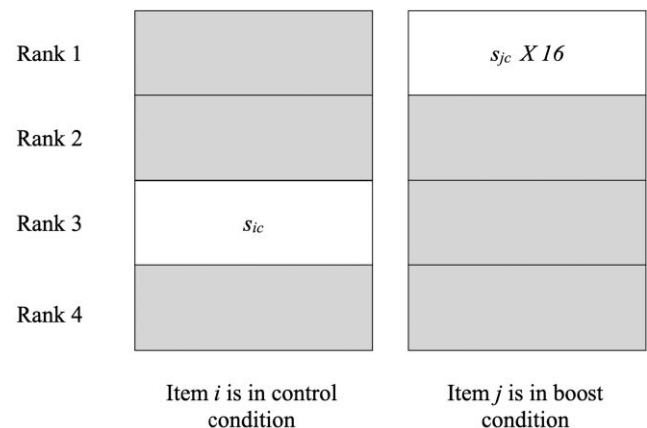 Rank 1
s_jc X 16
Rank 2
Rank 3
s_ic
Rank 4
Item i is in control
condition
Item j is in boost
condition